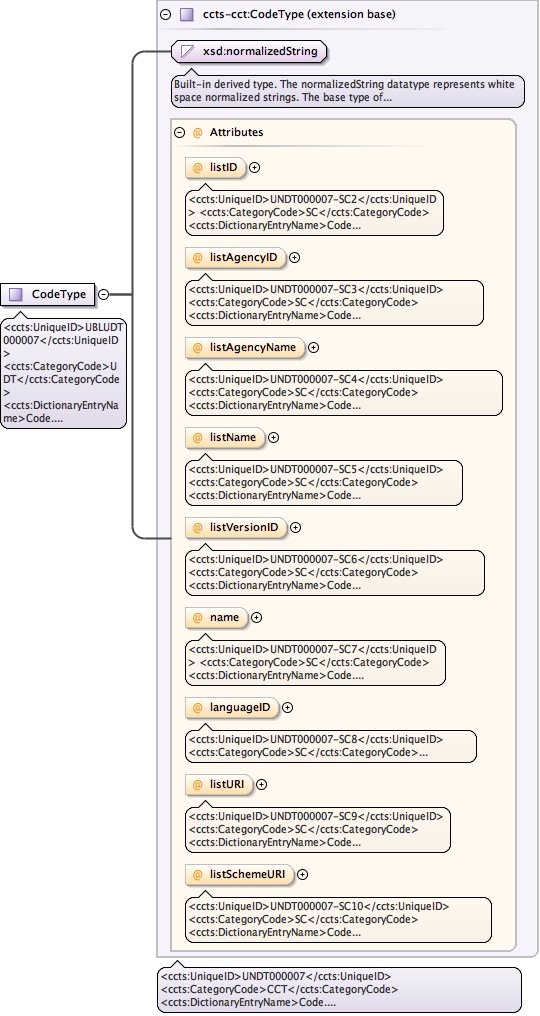 ccts-cct:CodeType (extension base)
xsd:normalizedString
Built-in derived type. The normalizedString datatype represents white
space normalized strings. The base type of...
@ Attributes
@ listID
<ccts:UniqueID>UNDT000007-SC2</ccts:UniqueID
> <ccts:CategoryCode>SC</ccts:CategoryCode>
<ccts:DictionaryEntryName>Code...
@ listAgencyID
<ccts:UniqueID>UNDT000007-SC3</ccts:UniqueID>
<ccts:CategoryCode>SC</ccts:CategoryCode>
<ccts:DictionaryEntryName>Code...
@ listAgencyName
<ccts:UniqueID>UNDT000007-SC4</ccts:UniqueID>
<ccts:CategoryCode>SC</ccts:CategoryCode>
<ccts:DictionaryEntryName>Code...
@ listName
<ccts:UniqueID>UNDT000007-SC5</ccts:UniqueID>
<ccts:CategoryCode>SC</ccts:CategoryCode>
<ccts:DictionaryEntryName>Code...
@ listVersionID
<ccts:UniqueID>UNDT000007-SC6</ccts:UniqueID>
<ccts:CategoryCode>SC</ccts:CategoryCode>
<ccts:DictionaryEntryName>Code...
@ name
<ccts:UniqueID>UNDT000007-SC7</ccts:UniqueID
> <ccts:CategoryCode>SC</ccts:CategoryCode>
<ccts:DictionaryEntryName>Code....
@ languageID
<ccts:UniqueID>UNDT000007-SC8</ccts:UniqueID>
<ccts:CategoryCode>SC</ccts:CategoryCode>...
@ listURI
<ccts:UniqueID>UNDT000007-SC9</ccts:UniqueID>
<ccts:CategoryCode>SC</ccts:CategoryCode>
<ccts:DictionaryEntryName>Code...
@ listSchemeURI
<ccts:UniqueID>UNDT000007-SC10</ccts:UniqueID>
<ccts:CategoryCode>SC</ccts:CategoryCode>
<ccts:DictionaryEntryName>Code...
CodeType
<ccts:UniqueID>UBLUDT
000007</ccts:UniqueID
>
<ccts:CategoryCode>U
DT</ccts:CategoryCode
>
<ccts:DictionaryEntryNa
me>Code....
<ccts:UniqueID>UNDT000007</ccts:UniqueID>
<ccts:CategoryCode>CCT</ccts:CategoryCode>
<ccts:DictionaryEntryName>Code....